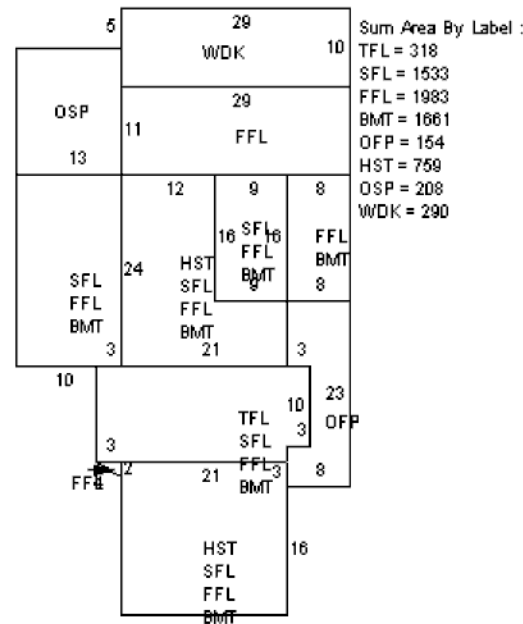 5
29
WDK
10
Sum Area By Label :
TFL = 318
SFL = 1533
FFL = 1983
BMT = 1661
OFP = 154
HST = 759
OSP = 208
WDK = 290
OSP
13
29
11
FFL
12
9
8
16
SFL
FFL
BMT
16
9
FFL
BMT
8
SFL
FFL
BMT
24
HST
SFL
FFL
BMT
3
21
3
10
10
23
3
OFP
TFL
SFL
FFL
BMT
3
2
21
3
8
HST
SFL
FFL
BMT
16